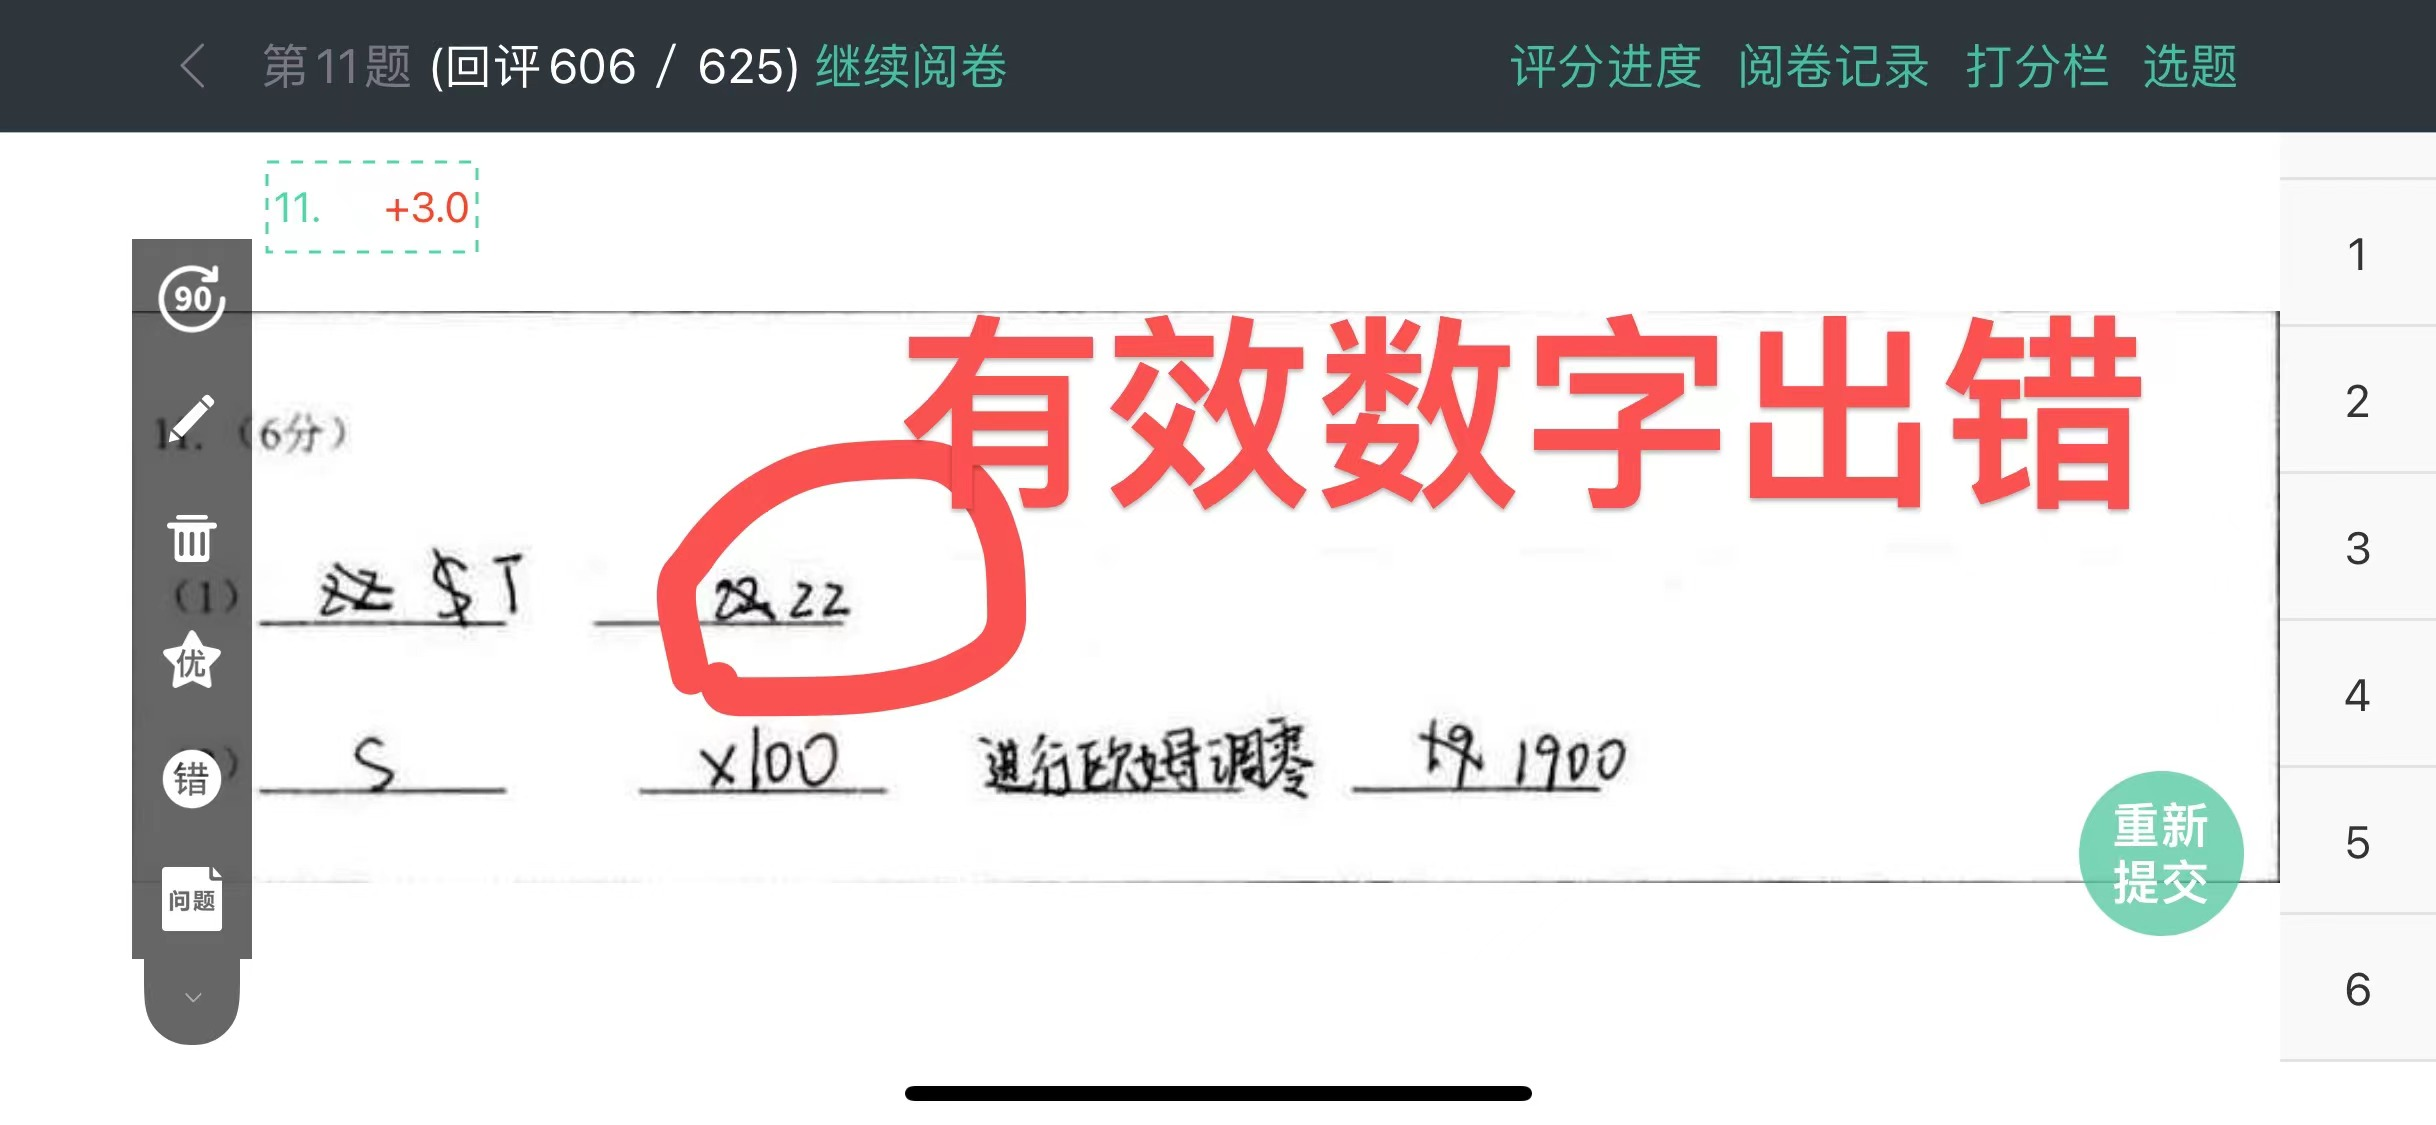 第11题 (回评606 / 625) 继续阅卷 评分进度 阅卷记录 打分栏 选题
11. +3.0
90
有效数字出错
11. (6分)
(1) T 22
优
S ×100 进行欧姆调零 1900
错
问题
重新
提交
1
2
3
4
5
6